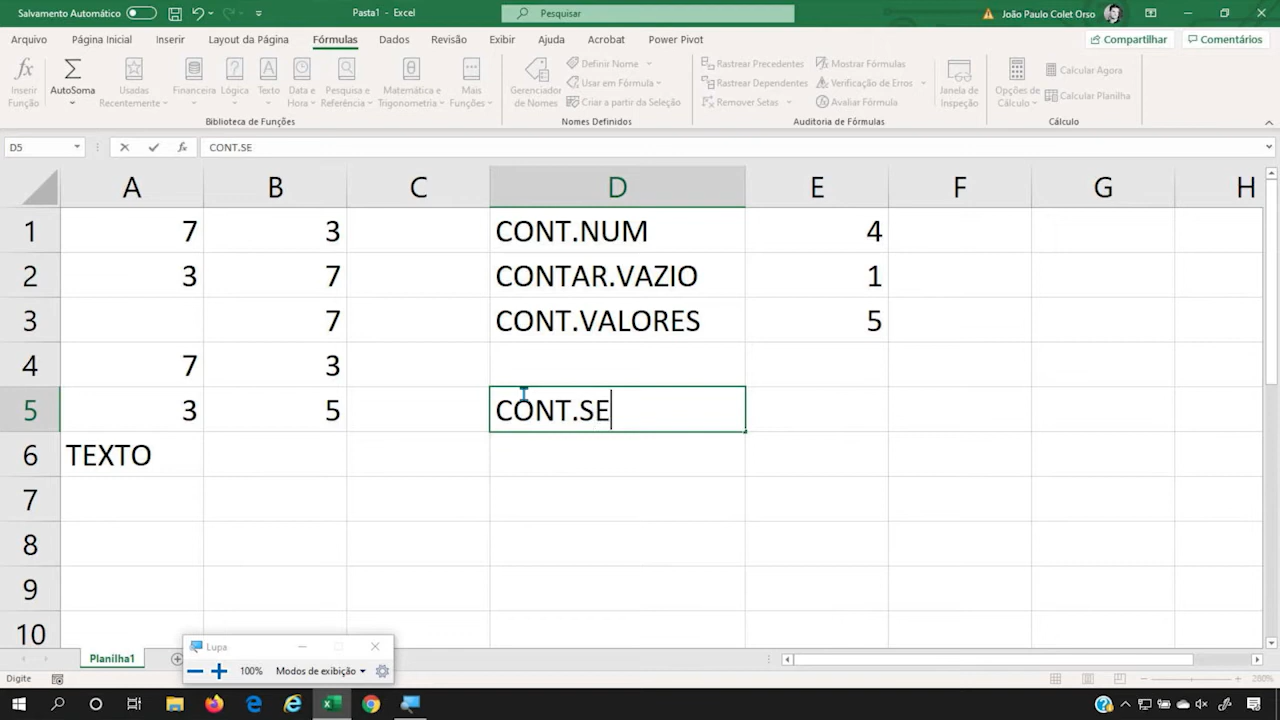 Salvamento Automático
Pasta1 - Excel
Pesquisar
João Paulo Colet Orso
Arquivo Página Inicial Inserir Layout da Página Fórmulas Dados Revisão Exibir Ajuda Acrobat Power Pivot
Compartilhar Comentários
Inserir Função
AutoSoma
Usadas Recentemente
Financeira
Lógica
Texto
Data e Hora
Pesquisa e Referência
Matemática e Trigonometria
Mais Funções
Biblioteca de Funções
Gerenciador de Nomes
Definir Nome
Usar em Fórmula
Criar a partir da Seleção
Nomes Definidos
Rastrear Precedentes
Rastrear Dependentes
Remover Setas
Mostrar Fórmulas
Verificação de Erros
Avaliar Fórmula
Auditoria de Fórmulas
Janela de Inspeção
Opções de Cálculo
Calcular Agora
Calcular Planilha
Cálculo
D5 fx CONT.SE
A B C D E F G H
1 7 3 CONT.NUM 4
2 3 7 CONTAR.VAZIO 1
3 7 CONT.VALORES 5
4 7 3
5 3 5 CONT.SE
6 TEXTO
7
8
9
10
Lupa
100% Modos de exibição
Planilha1
Digite
280%